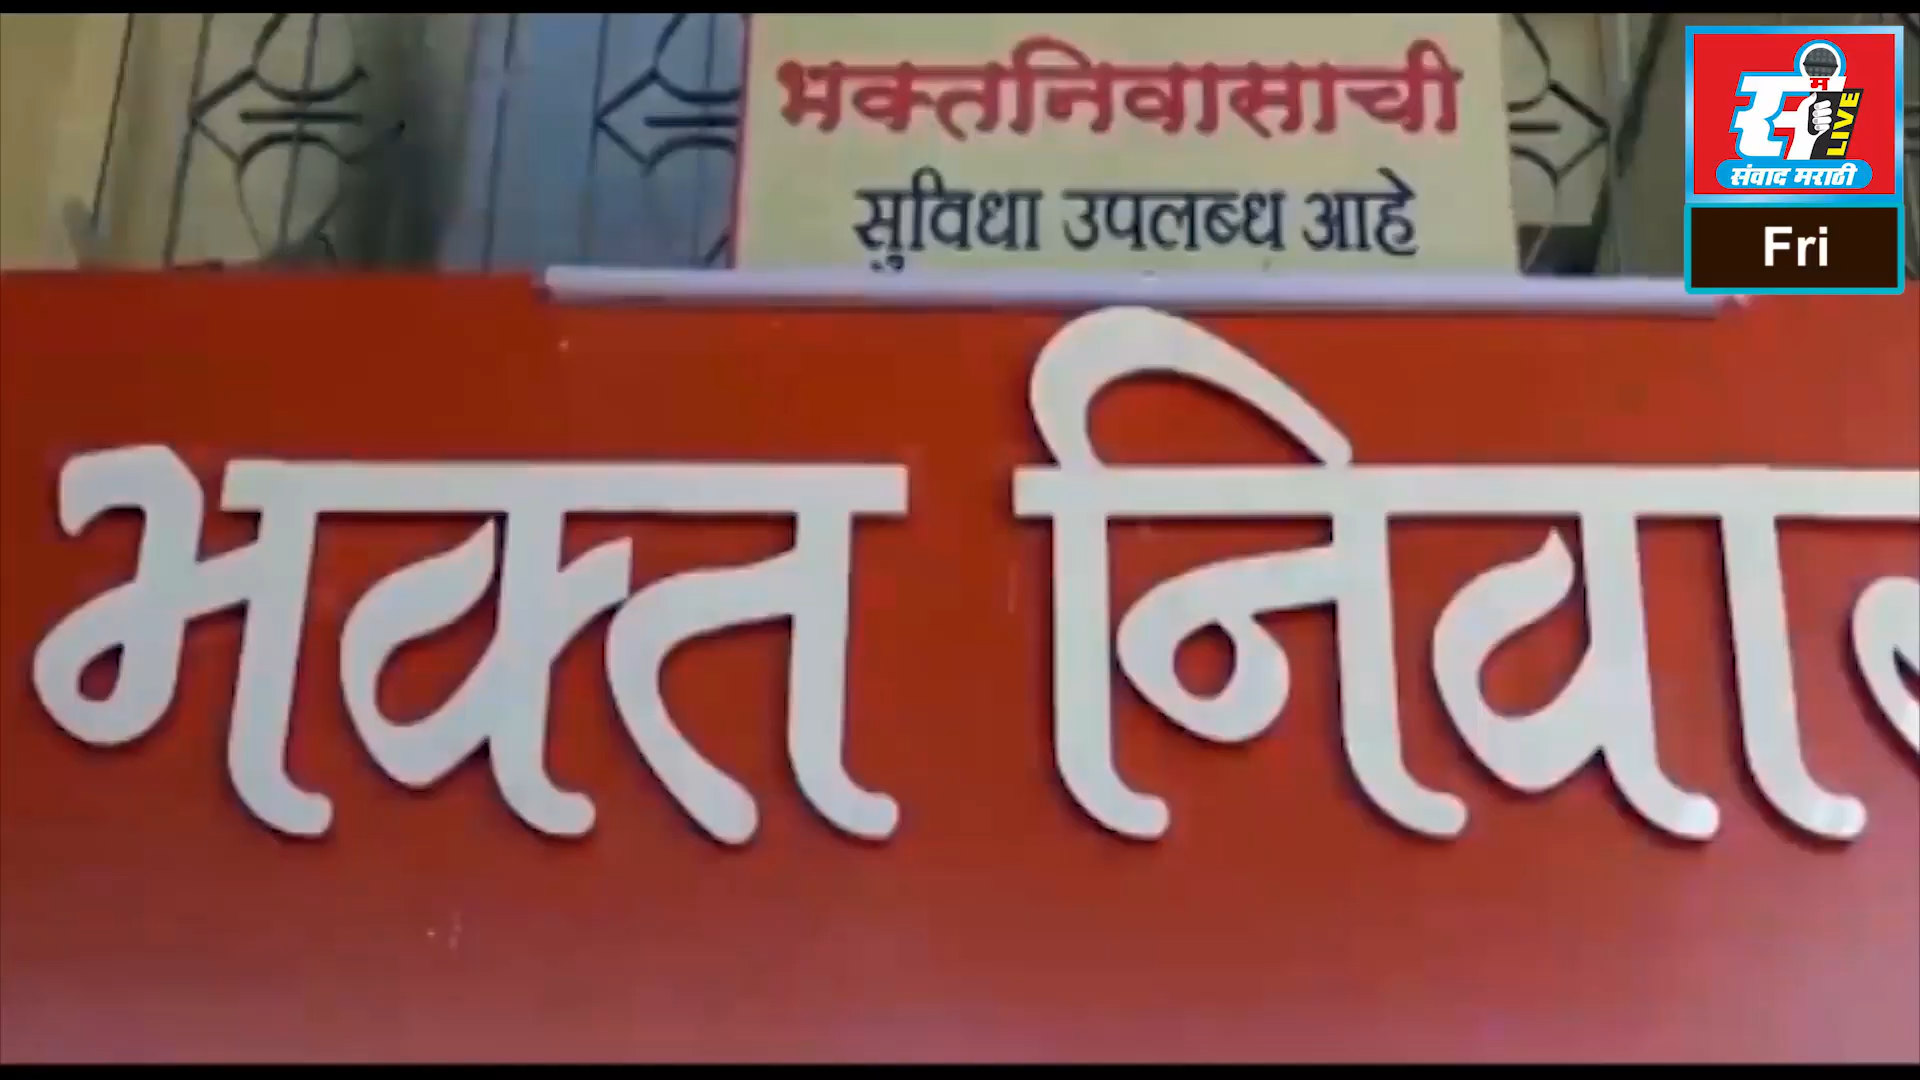 भक्तनिवासाची
सुविधा उपलब्ध आहे
म
LIVE
संवाद मराठी
Fri
भक्त